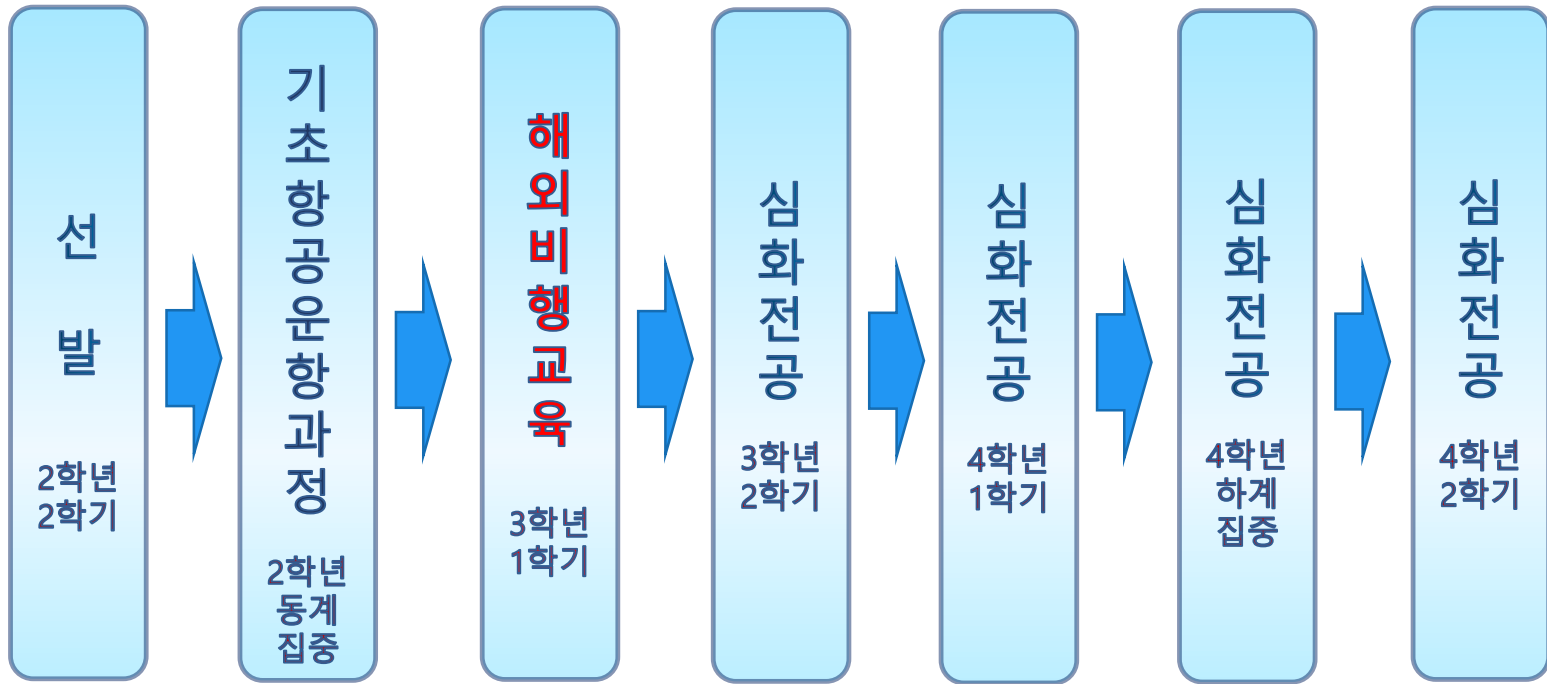 선 발
2학년
2학기
기초항공운항과정
2학년
동계
집중
해외비행교육
3학년
1학기
심화전공
3학년
2학기
심화전공
4학년
1학기
심화전공
4학년
하계
집중
심화전공
4학년
2학기